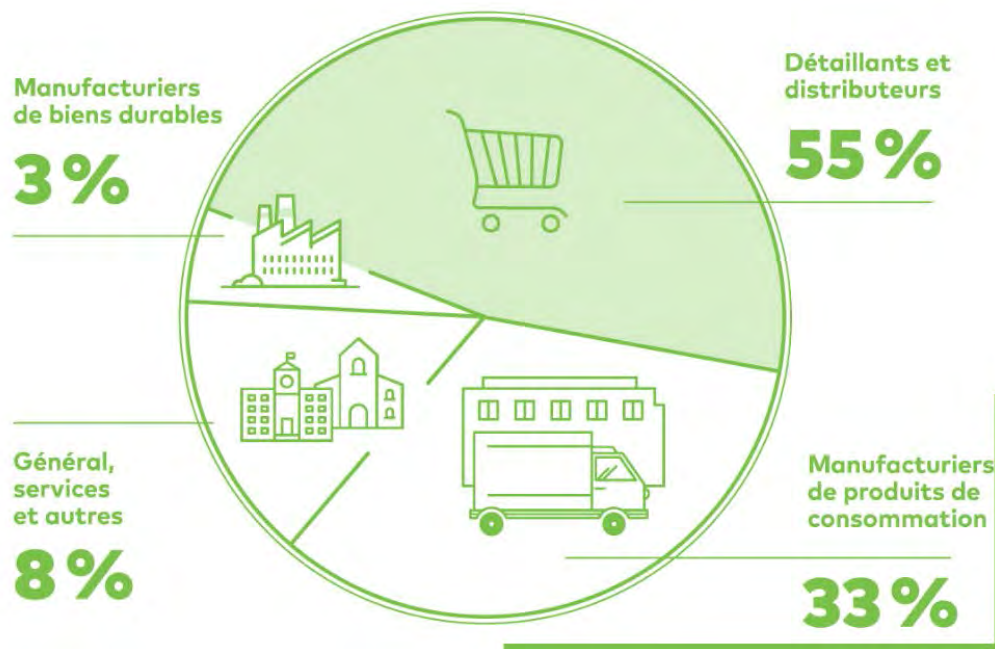 Manufacturiers
de biens durables
3 %
Détaillants et
distributeurs
55 %
Général,
services
et autres
8 %
Manufacturiers
de produits de
consommation
33 %